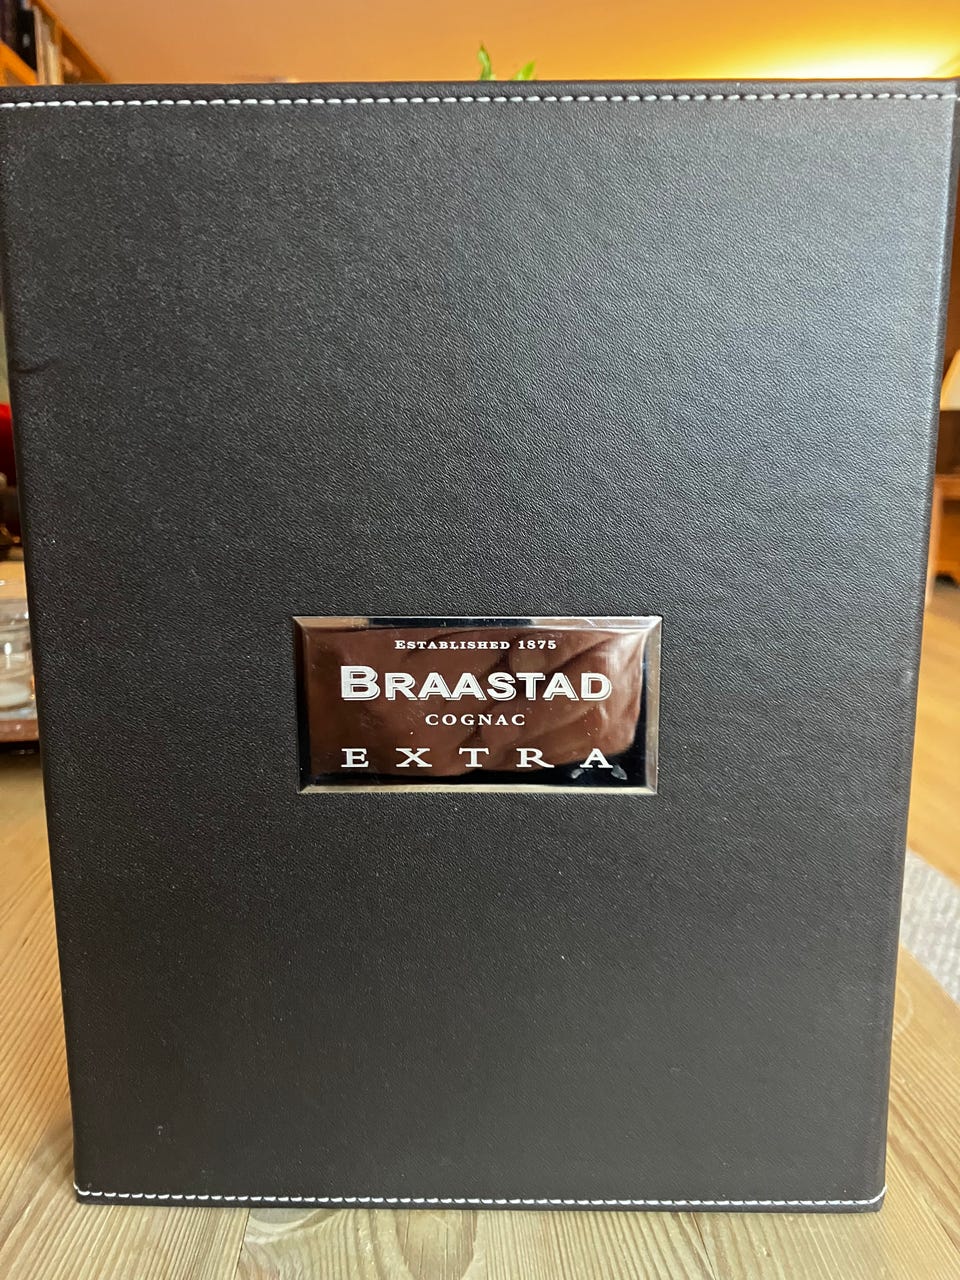 ESTABLISHED 1875
BRAASTAD
COGNAC
EXTRA